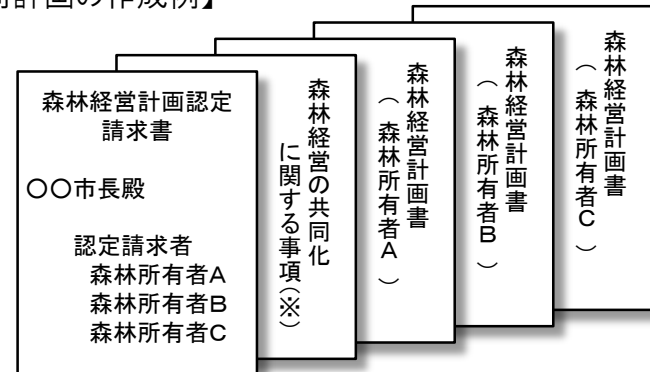 計画の作成例】
森林経営計画認定
請求書
〇〇市長殿
認定請求者
森林所有者A
森林所有者B
森林所有者C
森林経営の共同化
に関する事項(※)
森林経営計画書
(森林所有者A)
森林経営計画書
(森林所有者B)
森林経営計画書
(森林所有者C)